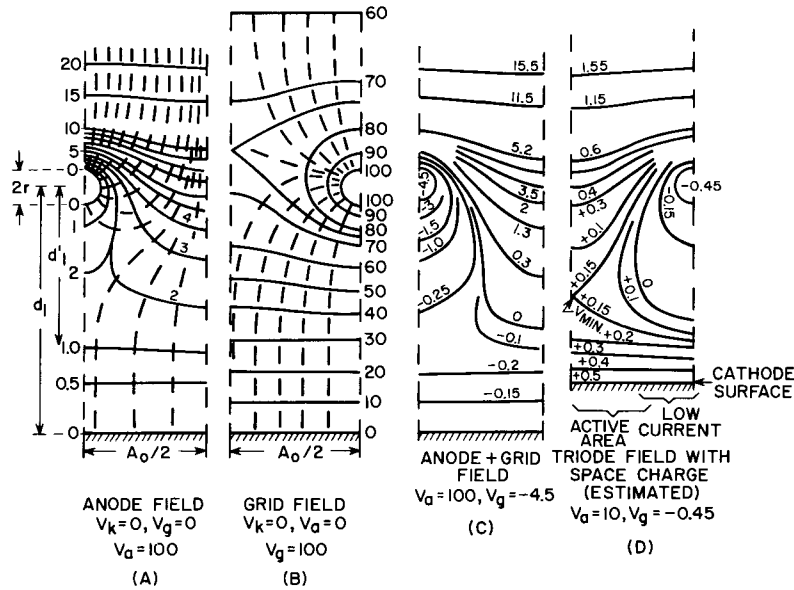 20
15
10
5
0
0
1
2
1.0
0.5
0
2r
d₁
d'₁
4
3
2
A₀/2
ANODE FIELD
Vk=0, Vg=0
Va=100
(A)
60
70
80
90
100
100
90
80
70
60
50
40
30
20
10
0
A₀/2
GRID FIELD
Vk=0, Va=0
Vg=100
(B)
15.5
11.5
5.2
3.5
2
1.3
0.3
0
-0.1
-0.2
-0.15
-4.5
-3
-1.5
-1.0
-0.25
ANODE + GRID
FIELD
Va=100, Vg=-4.5
(C)
1.55
1.15
0.6
0.4
+0.3
+0.1
+0.15
-0.15
-0.45
0
+0.1
+0.15
VMIN.
+0.2
+0.3
+0.4
+0.5
CATHODE
SURFACE
ACTIVE
AREA
LOW
CURRENT
TRIODE FIELD WITH
SPACE CHARGE
(ESTIMATED)
Va=10, Vg=-0.45
(D)